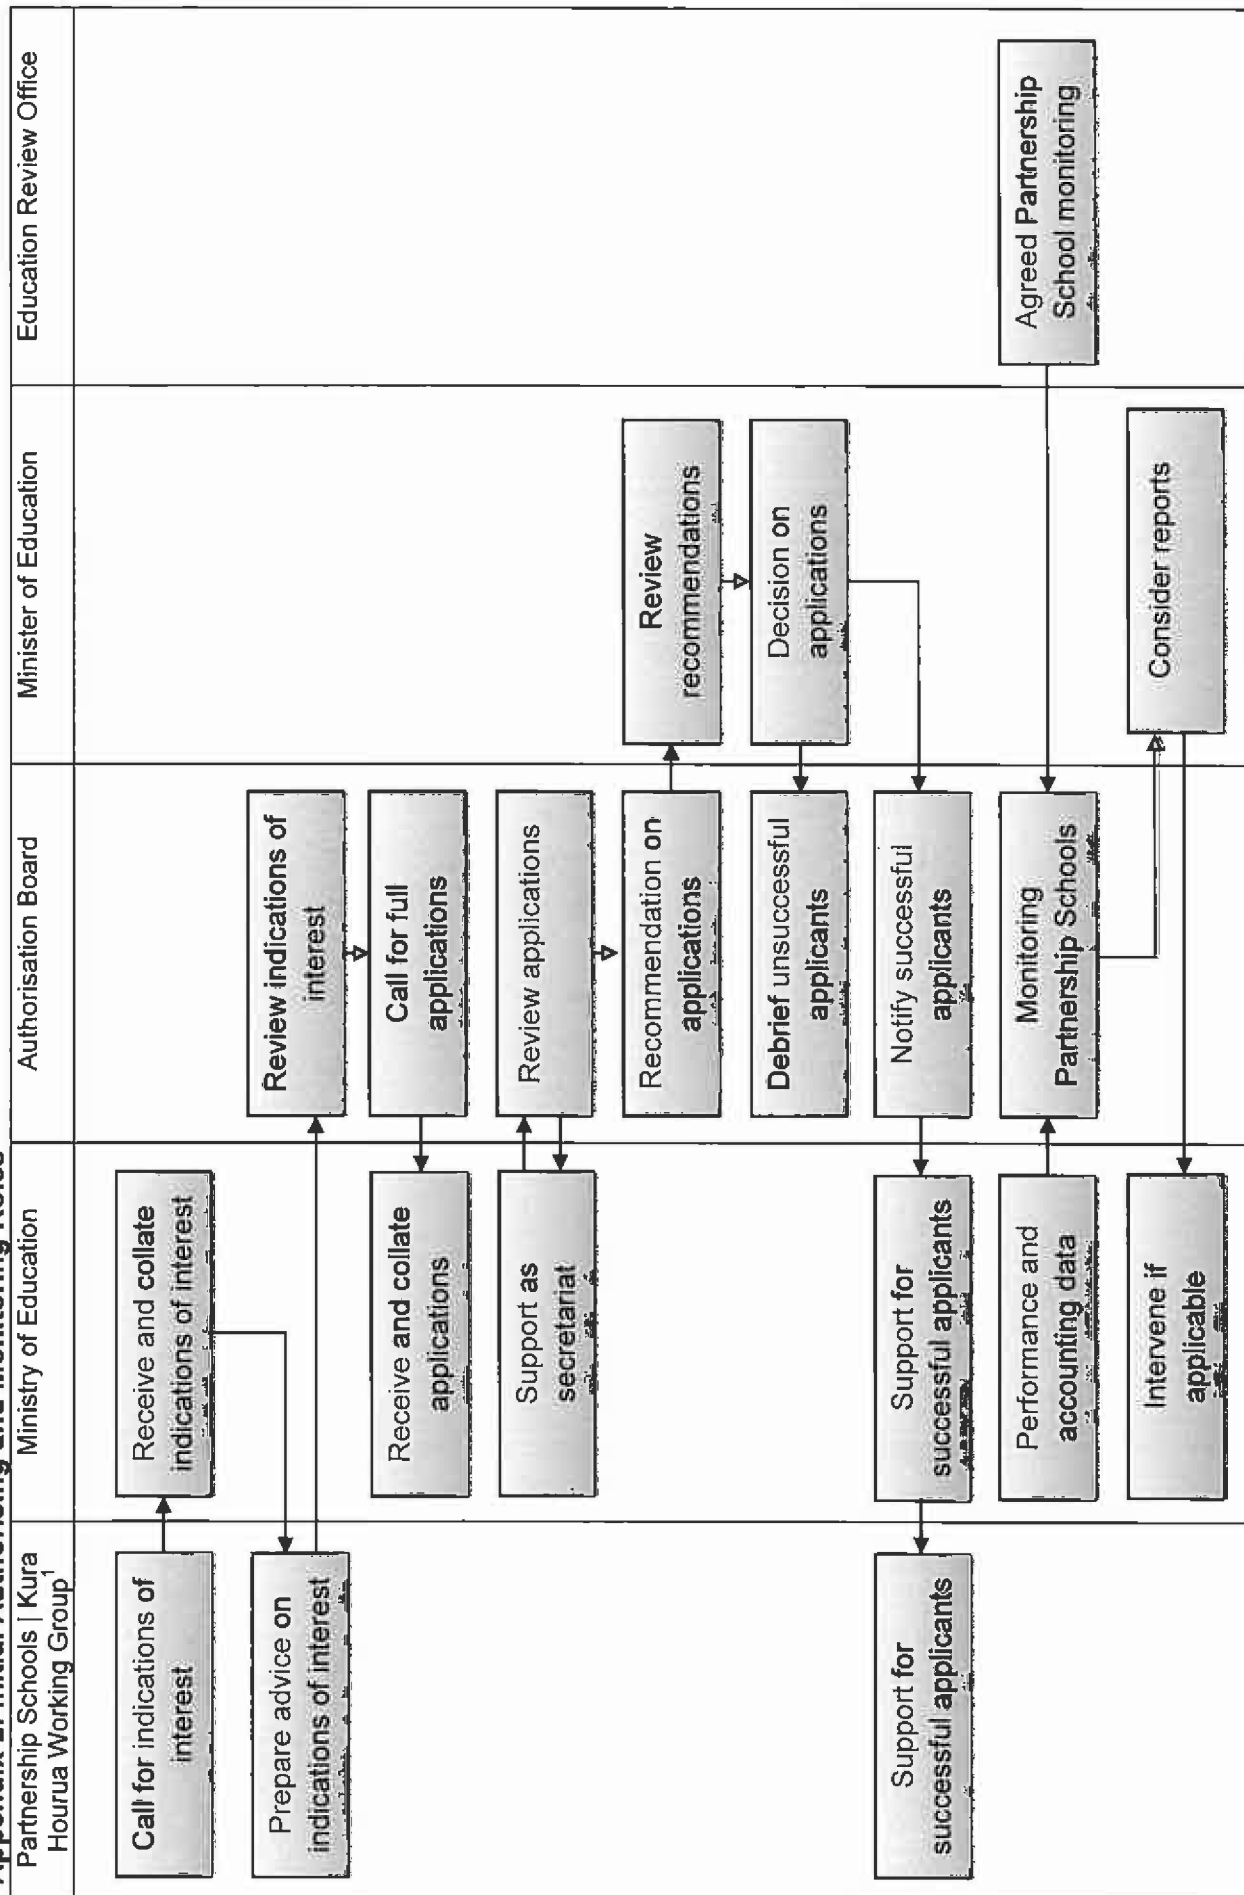 Appendix 2: Initial Authorising and Monitoring Roles
Partnership Schools | Kura
Hourua Working Group1
Ministry of Education
Authorisation Board
Minister of Education
Education Review Office
Call for indications of
interest
Receive and collate
indications of interest
Prepare advice on
indications of interest
Review indications of
interest
Call for full
applications
Receive and collate
applications
Review applications
Support as
secretariat
Recommendation on
applications
Review
recommendations
Decision on
applications
Debrief unsuccessful
applicants
Notify successful
applicants
Support for
successful applicants
Support for
successful applicants
Performance and
accounting data
Monitoring
Partnership Schools
Agreed Partnership
School monitoring
Consider reports
Intervene if
applicable